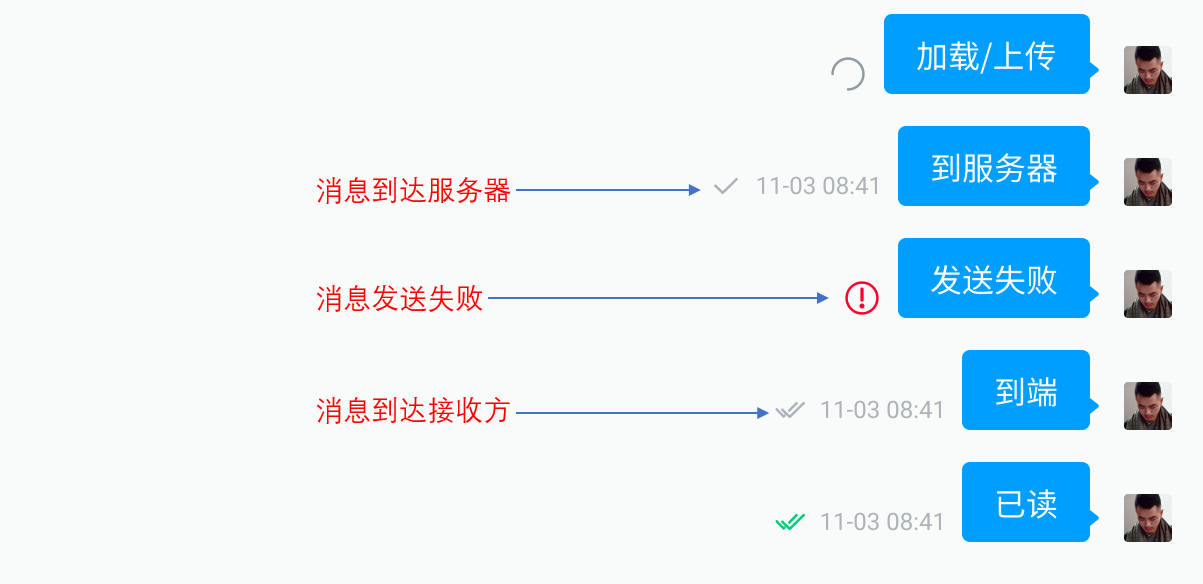 加载/上传
消息到达服务器
11-03 08:41
到服务器
消息发送失败
发送失败
消息到达接收方
11-03 08:41
到端
11-03 08:41
已读